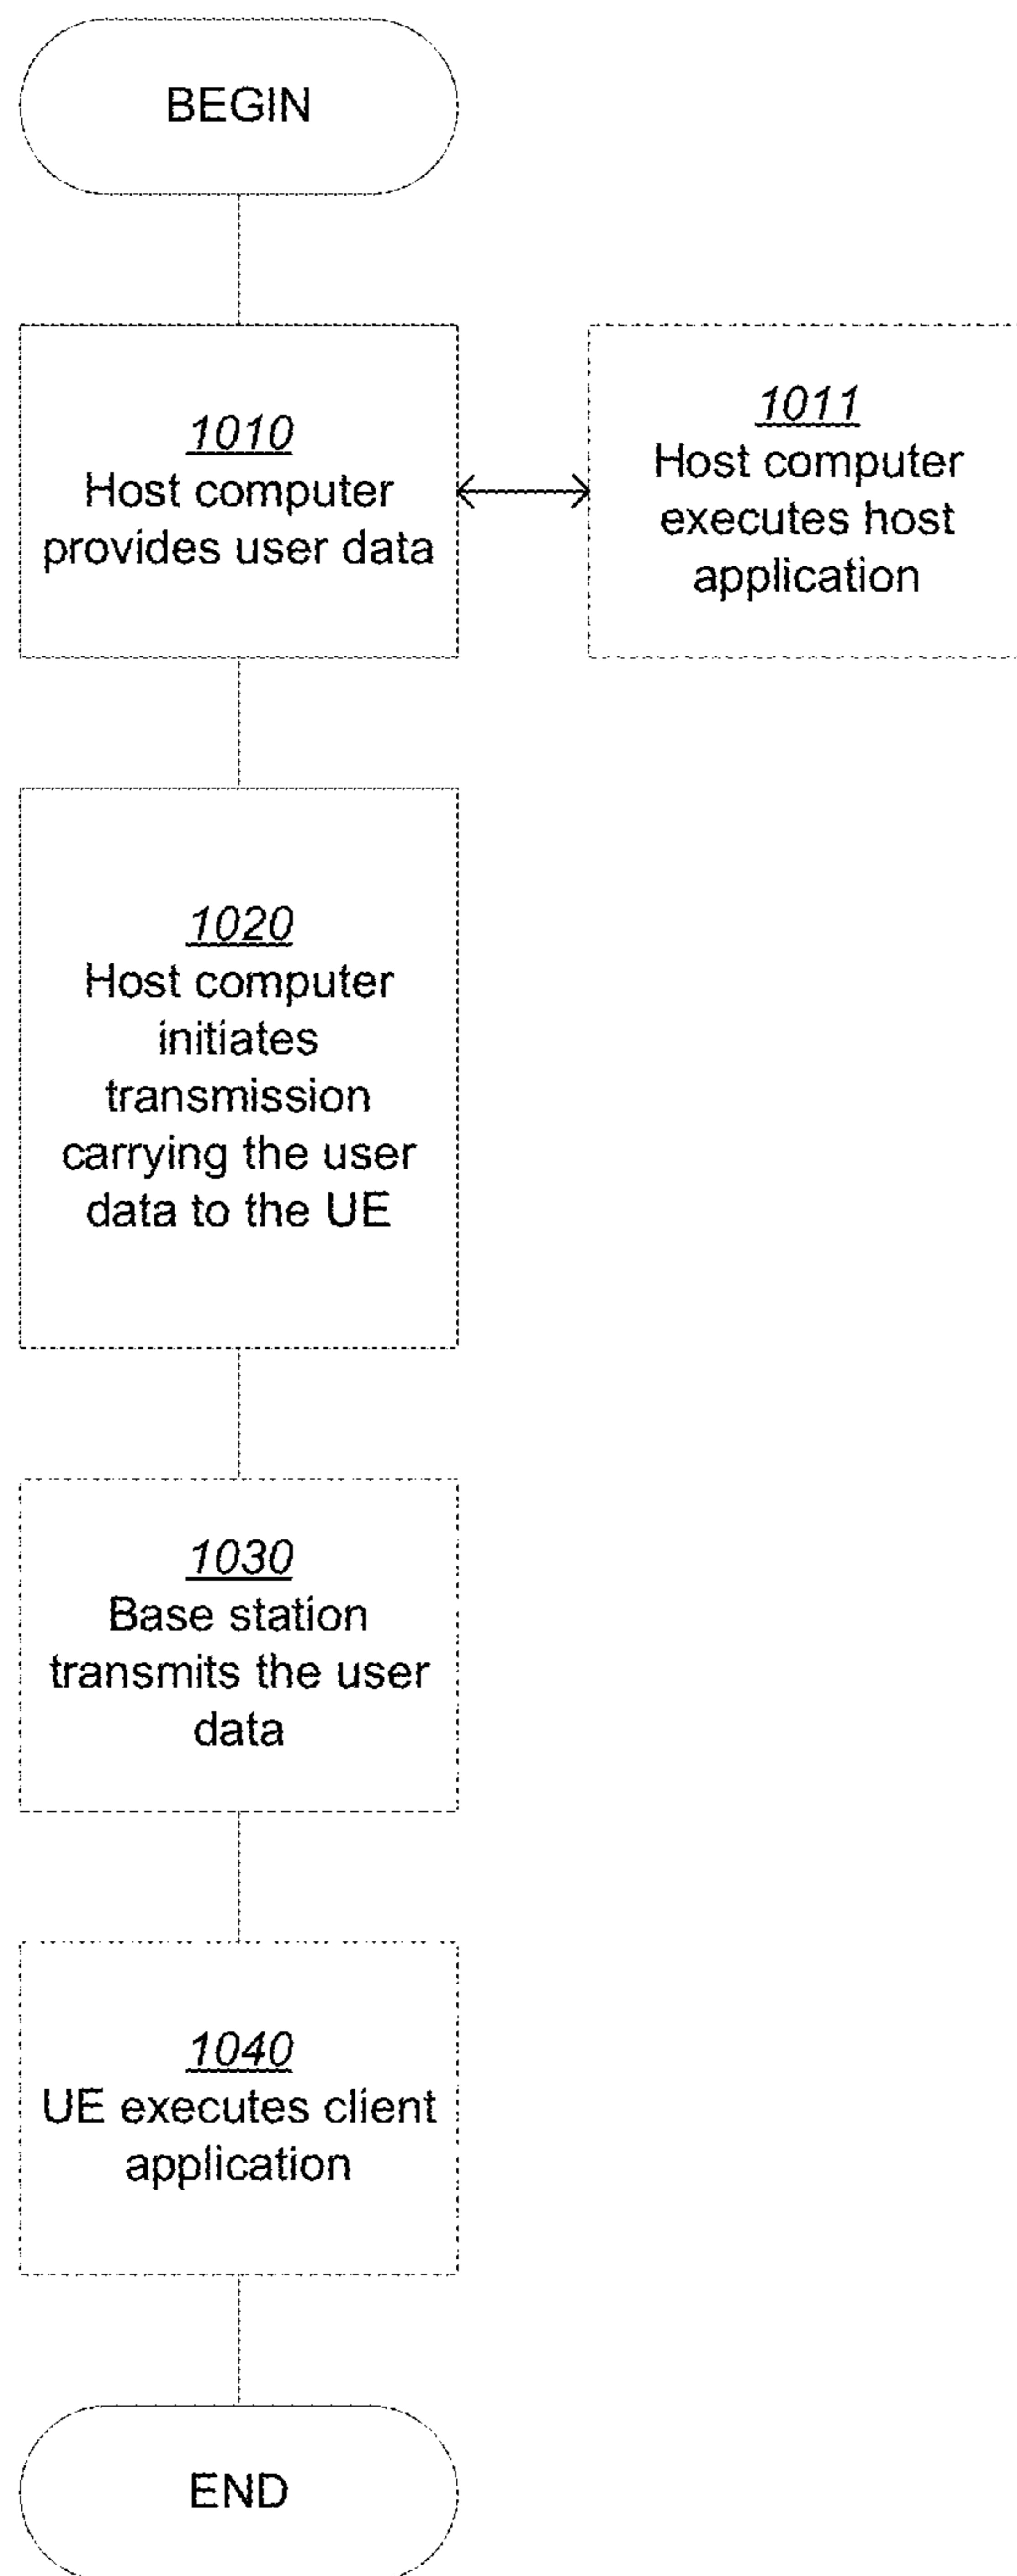 BEGIN
1010
Host computer
provides user data
1011
Host computer
executes host
application
1020
Host computer
initiates
transmission
carrying the user
data to the UE
1030
Base station
transmits the user
data
1040
UE executes client
application
END